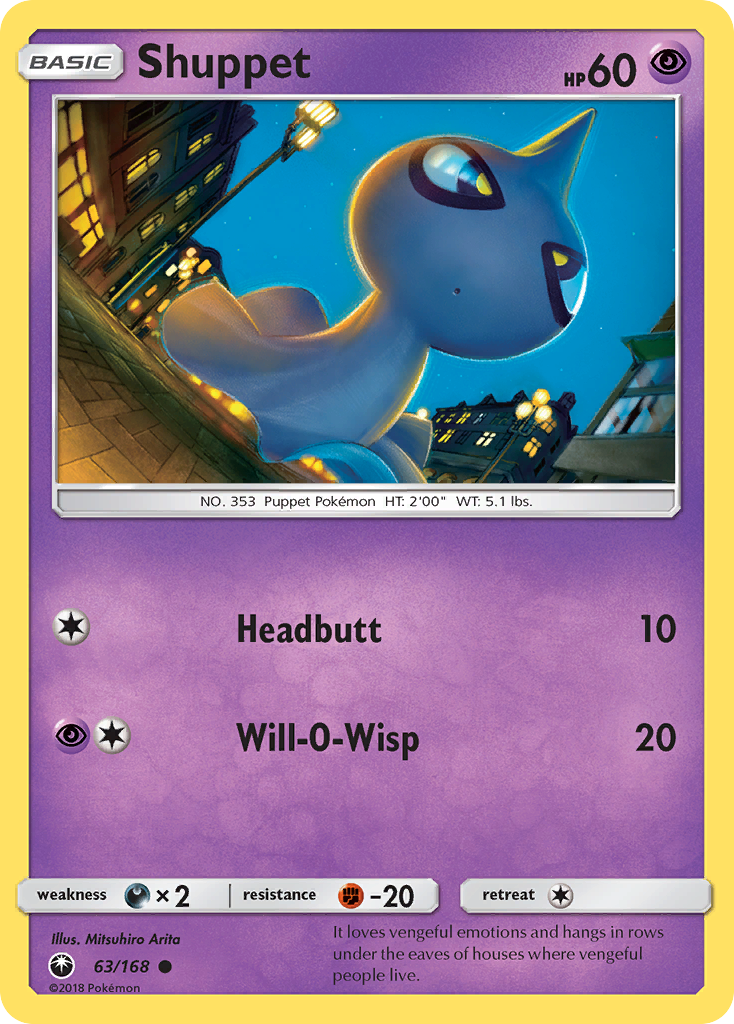 BASIC Shuppet HP60
NO. 353 Puppet Pokémon HT: 2'00" WT: 5.1 lbs.
Headbutt 10
Will-O-Wisp 20
weakness ×2 resistance -20 retreat
Illus. Mitsuhiro Arita
63/168
©2018 Pokémon
It loves vengeful emotions and hangs in rows
under the eaves of houses where vengeful
people live.